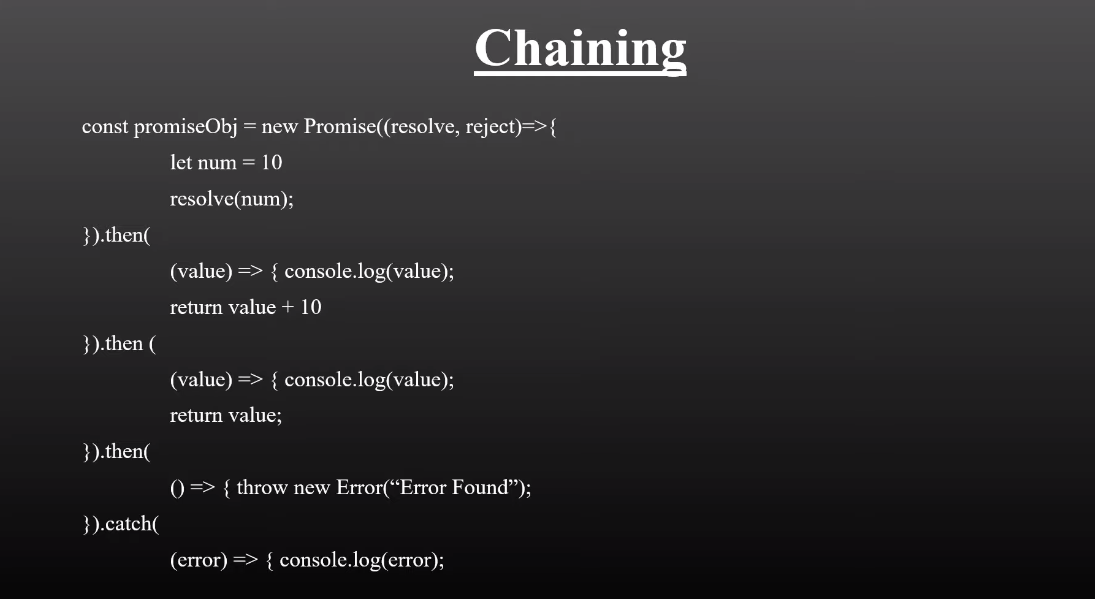 Chaining
const promiseObj = new Promise((resolve, reject)=>{
let num = 10
resolve(num);
}).then(
(value) => { console.log(value);
return value + 10
}).then (
(value) => { console.log(value);
return value;
}).then(
() => { throw new Error(“Error Found”);
}).catch(
(error) => { console.log(error);